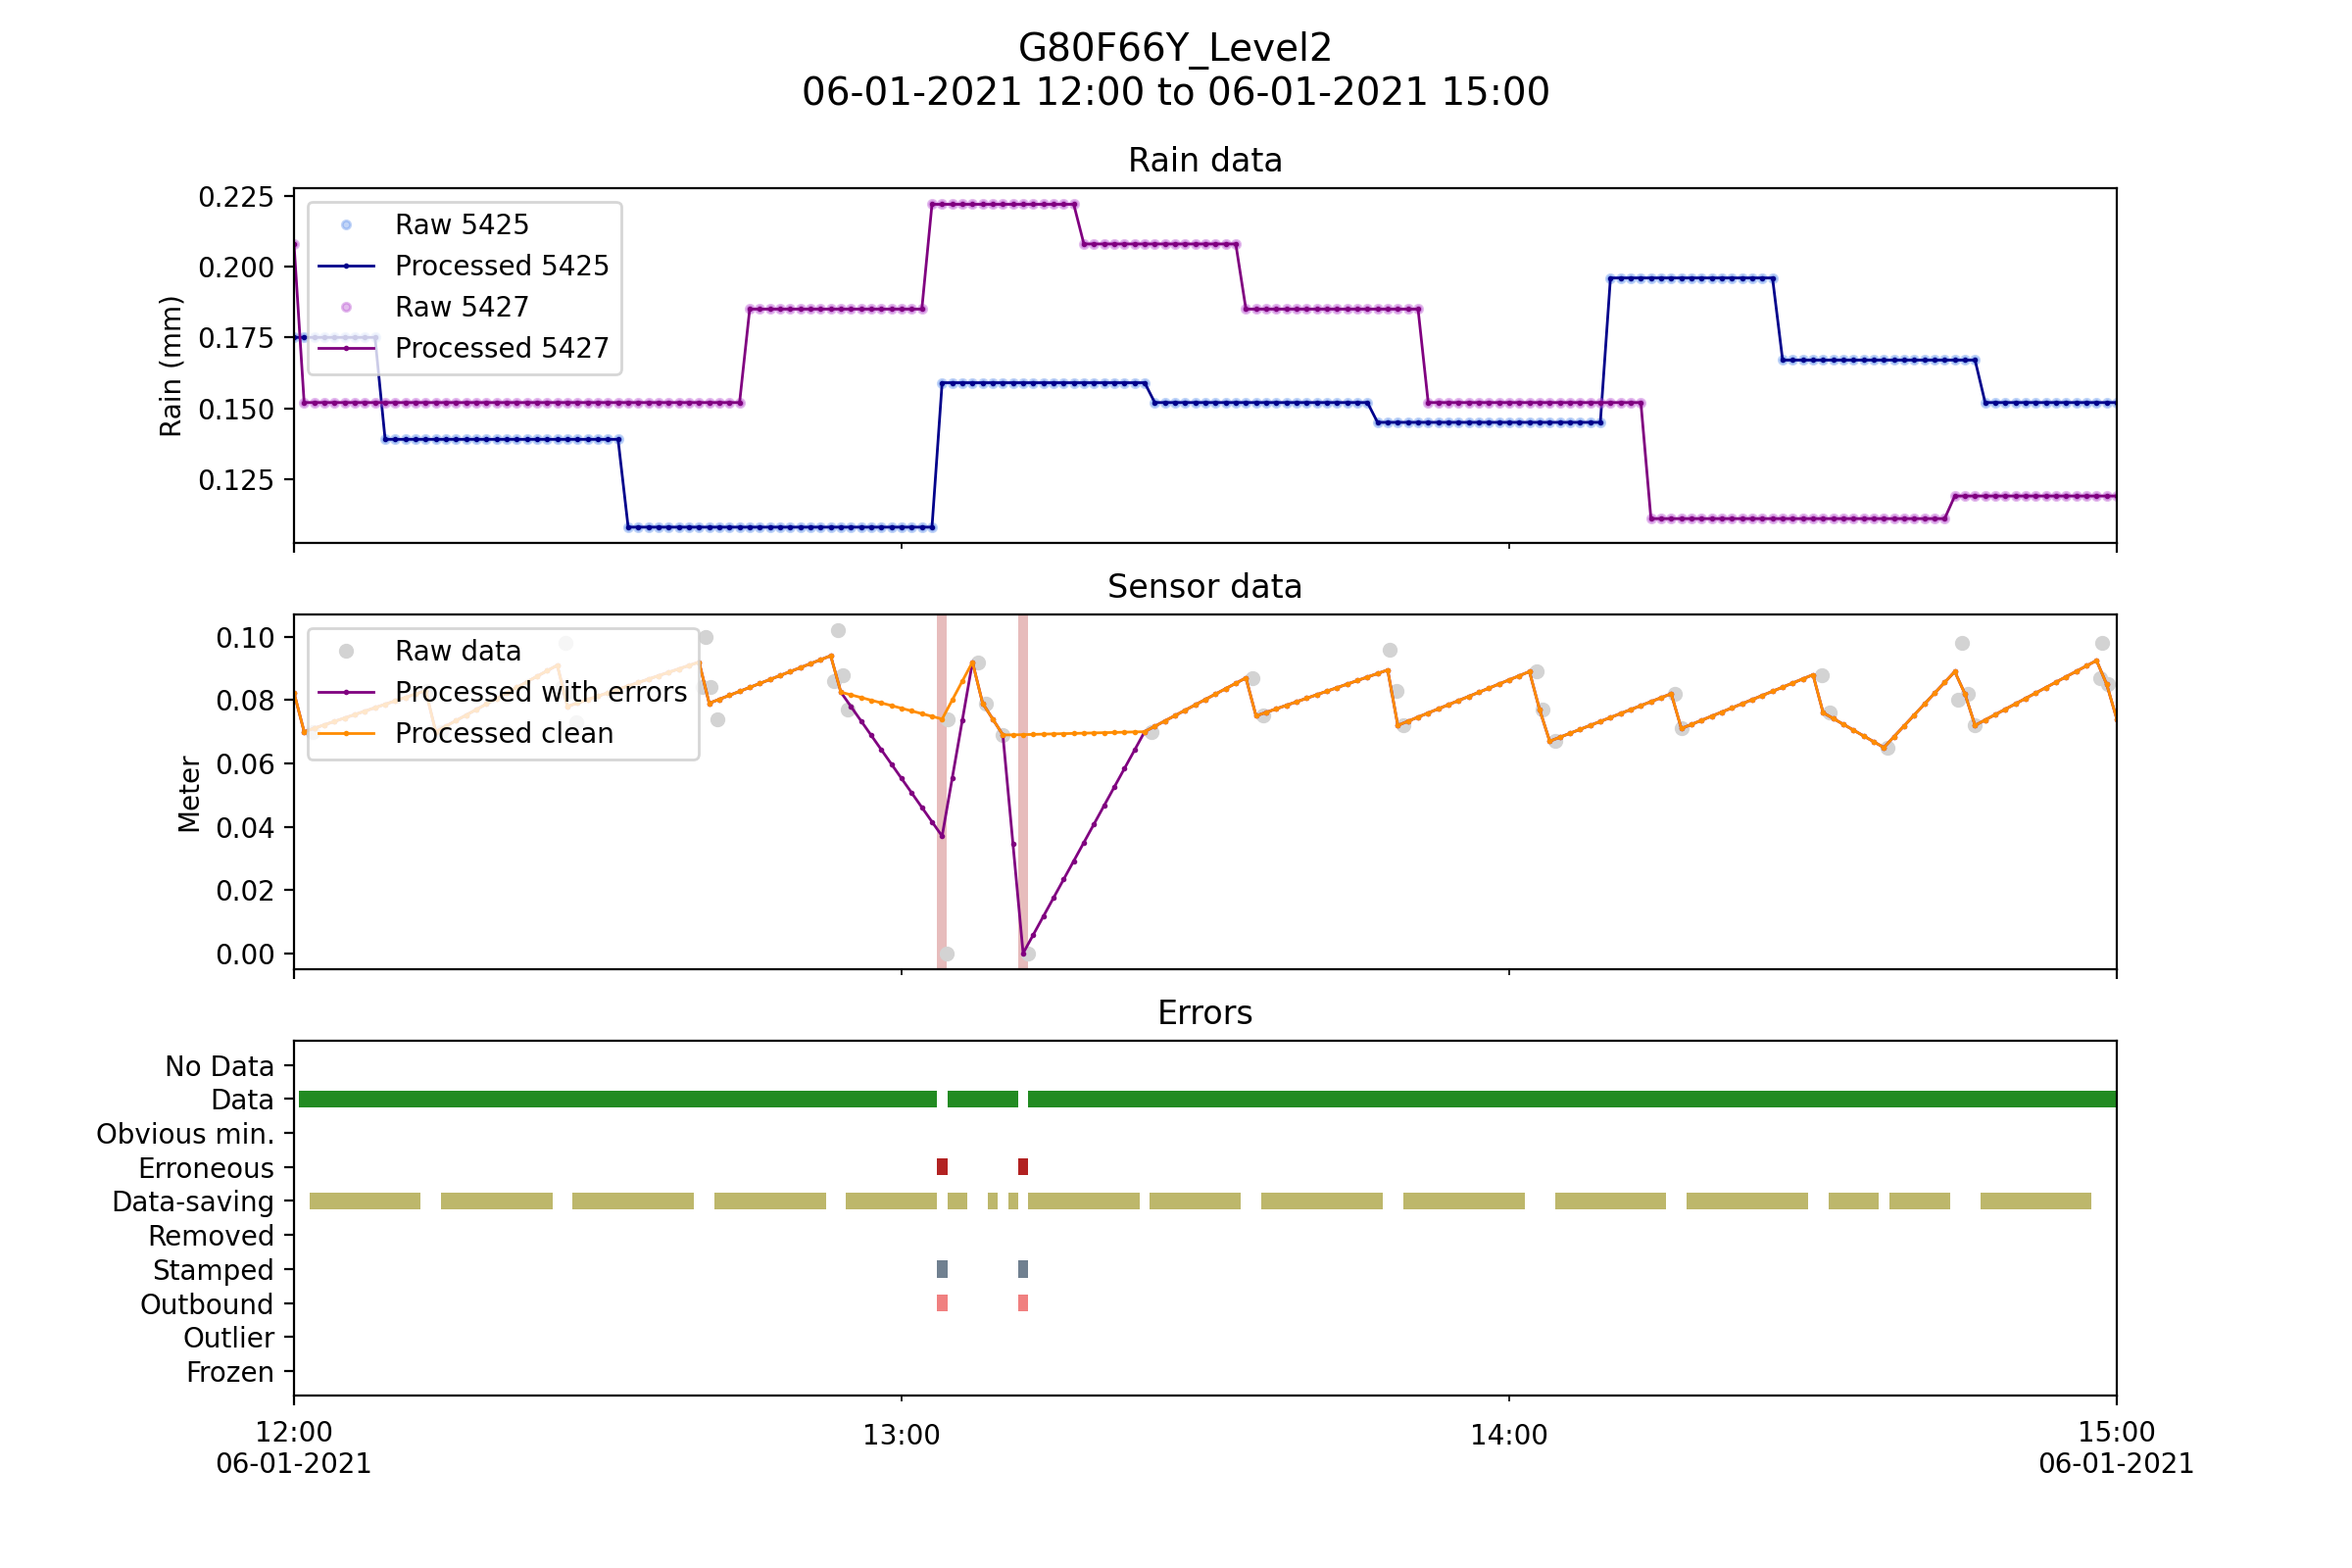 G80F66Y_Level2
06-01-2021 12:00 to 06-01-2021 15:00
Rain data
0.225
0.200
0.175
0.150
0.125
Rain (mm)
Raw 5425
Processed 5425
Raw 5427
Processed 5427
Sensor data
0.10
0.08
0.06
0.04
0.02
0.00
Meter
Raw data
Processed with errors
Processed clean
Errors
No Data
Data
Obvious min.
Erroneous
Data-saving
Removed
Stamped
Outbound
Outlier
Frozen
12:00
06-01-2021
13:00
14:00
15:00
06-01-2021